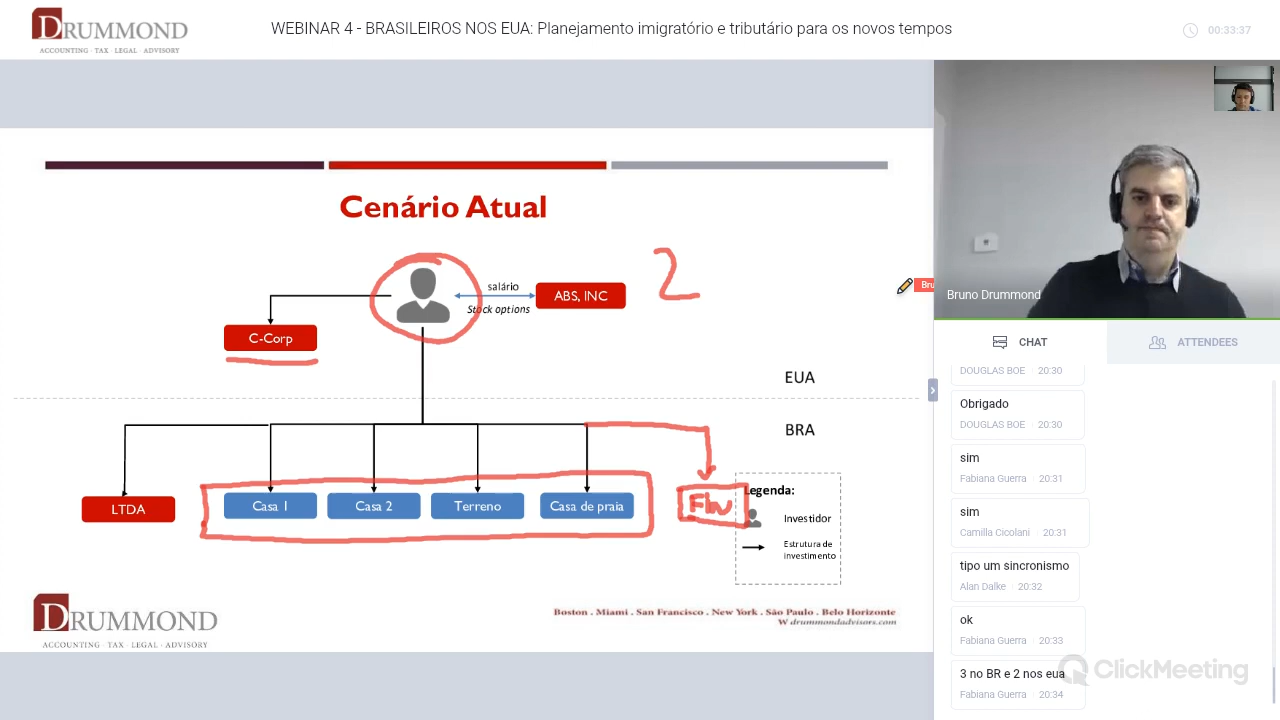 DRUMMOND
ACCOUNTING · TAX · LEGAL · ADVISORY
WEBINAR 4 - BRASILEIROS NOS EUA: Planejamento imigratório e tributário para os novos tempos
00:33:37
Cenário Atual
2
salário
ABS, INC
Stock options
C-Corp
EUA
BRA
LTDA
Casa 1
Casa 2
Terreno
Casa de praia
Legenda:
Investidor
Estrutura de
investimento
DRUMMOND
ACCOUNTING · TAX · LEGAL · ADVISORY
Boston . Miami . San Francisco . New York . São Paulo . Belo Horizonte
W drummondadvisors.com
Bru
Bruno Drummond
CHAT
ATTENDEES
DOUGLAS BOE 20:30
Obrigado
DOUGLAS BOE 20:30
sim
Fabiana Guerra 20:31
sim
Camilla Cicolani 20:31
tipo um sincronismo
Alan Dalke 20:32
ok
Fabiana Guerra 20:33
3 no BR e 2 nos eua
Fabiana Guerra 20:34
ClickMeeting